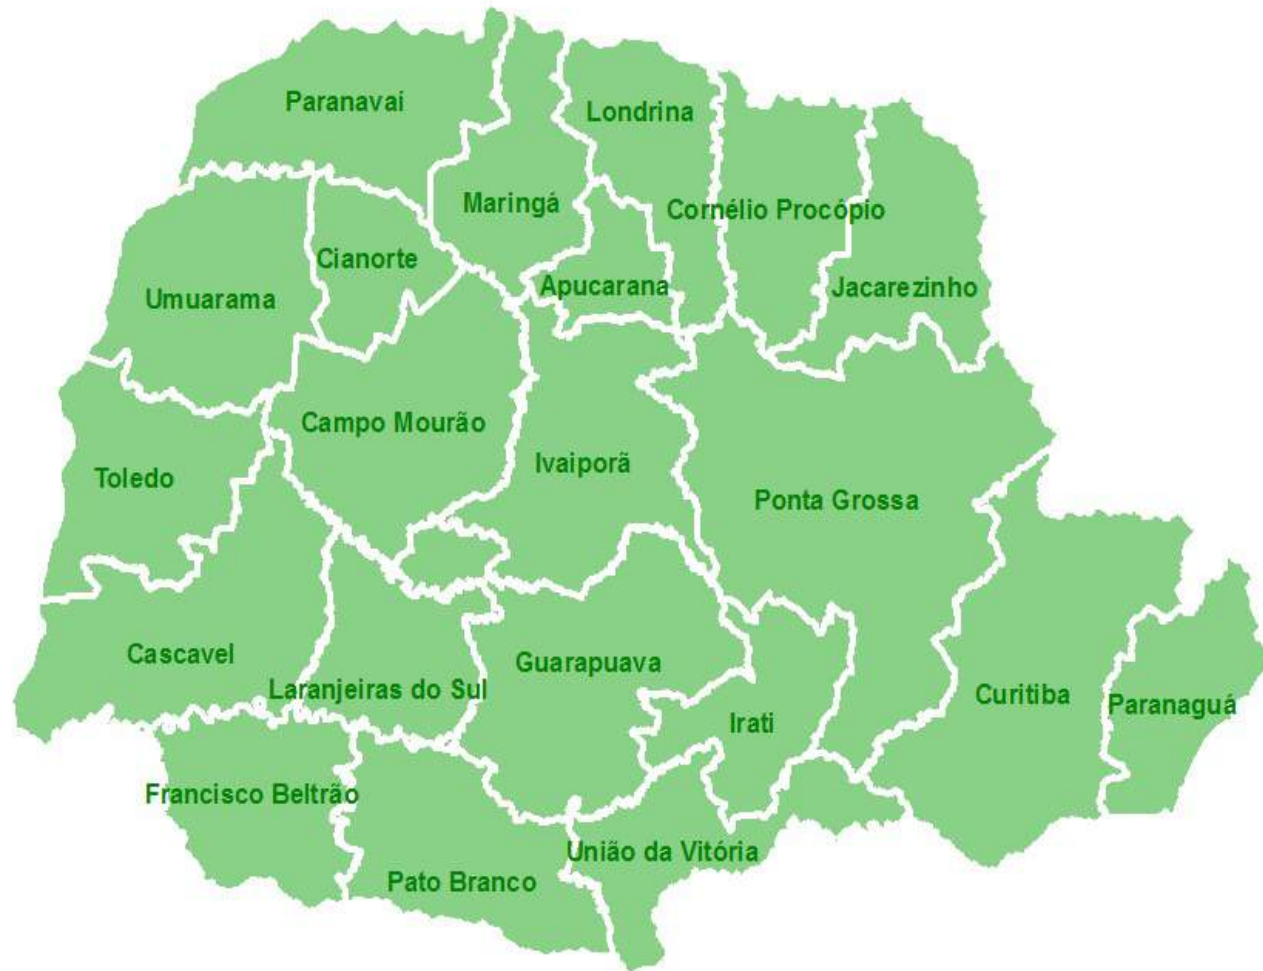 Paranavai
Londrina
Maringá
Cornélio Procópio
Cianorte
Apucarana
Jacarezinho
Umuarama
Campo Mourão
Ivaiporã
Toledo
Ponta Grossa
Cascavel
Guarapuava
Laranjeiras do Sul
Curitiba
Paranaguá
Irati
Francisco Beltrão
União da Vitória
Pato Branco